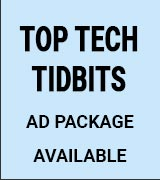 TOP TECH
TIDBITS
AD PACKAGE
AVAILABLE